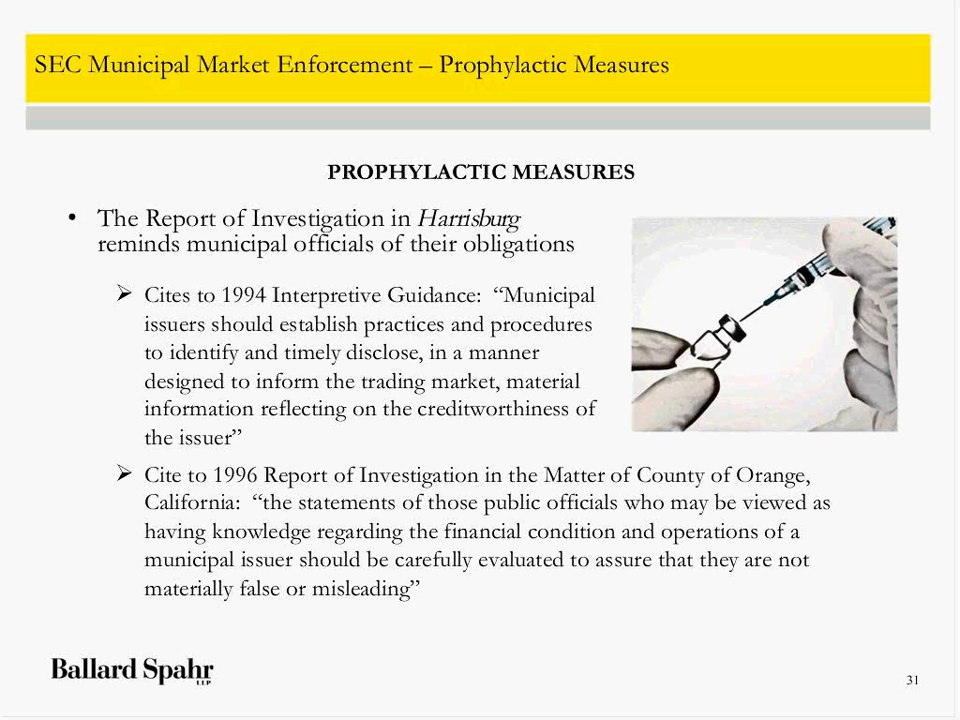 SEC Municipal Market Enforcement – Prophylactic Measures
PROPHYLACTIC MEASURES
• The Report of Investigation in Harrisburg
reminds municipal officials of their obligations
➢ Cites to 1994 Interpretive Guidance: “Municipal
issuers should establish practices and procedures
to identify and timely disclose, in a manner
designed to inform the trading market, material
information reflecting on the creditworthiness of
the issuer”
➢ Cite to 1996 Report of Investigation in the Matter of County of Orange,
California: “the statements of those public officials who may be viewed as
having knowledge regarding the financial condition and operations of a
municipal issuer should be carefully evaluated to assure that they are not
materially false or misleading”
Ballard Spahr
LLP
31